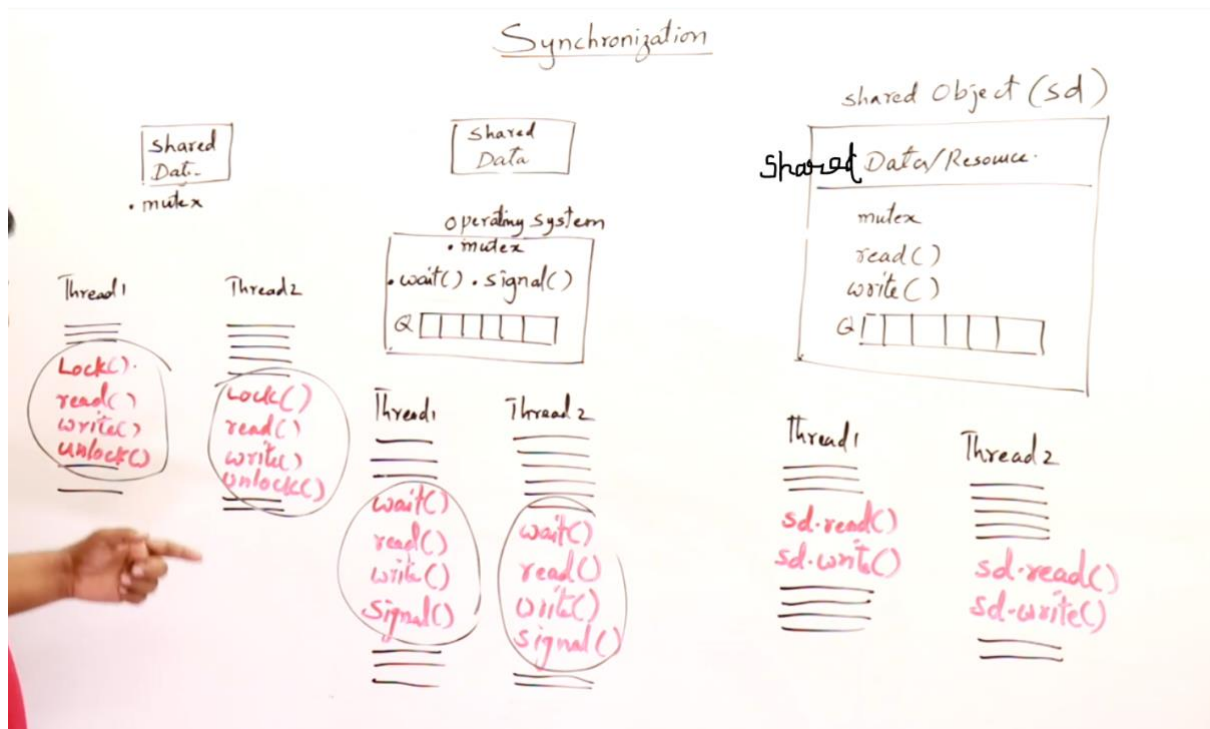 Synchronization
Shared
Data
• mutex
Thread1
Lock().
read()
write()
unlock()
Thread2
Lock()
read()
write()
unlock()
Shared
Data
Operating system
• mutex
• wait() • signal()
Q
Thread1
wait()
read()
write()
signal()
Thread2
wait()
read()
write()
signal()
shared Object (sd)
Shared Data/Resource.
mutex
read()
write()
Q
Thread1
sd.read()
sd.write()
Thread2
sd.read()
sd.write()